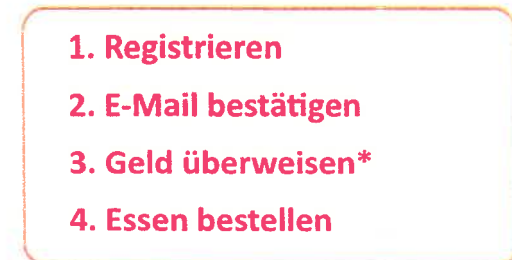 1. Registrieren
2. E-Mail bestätigen
3. Geld überweisen*
4. Essen bestellen